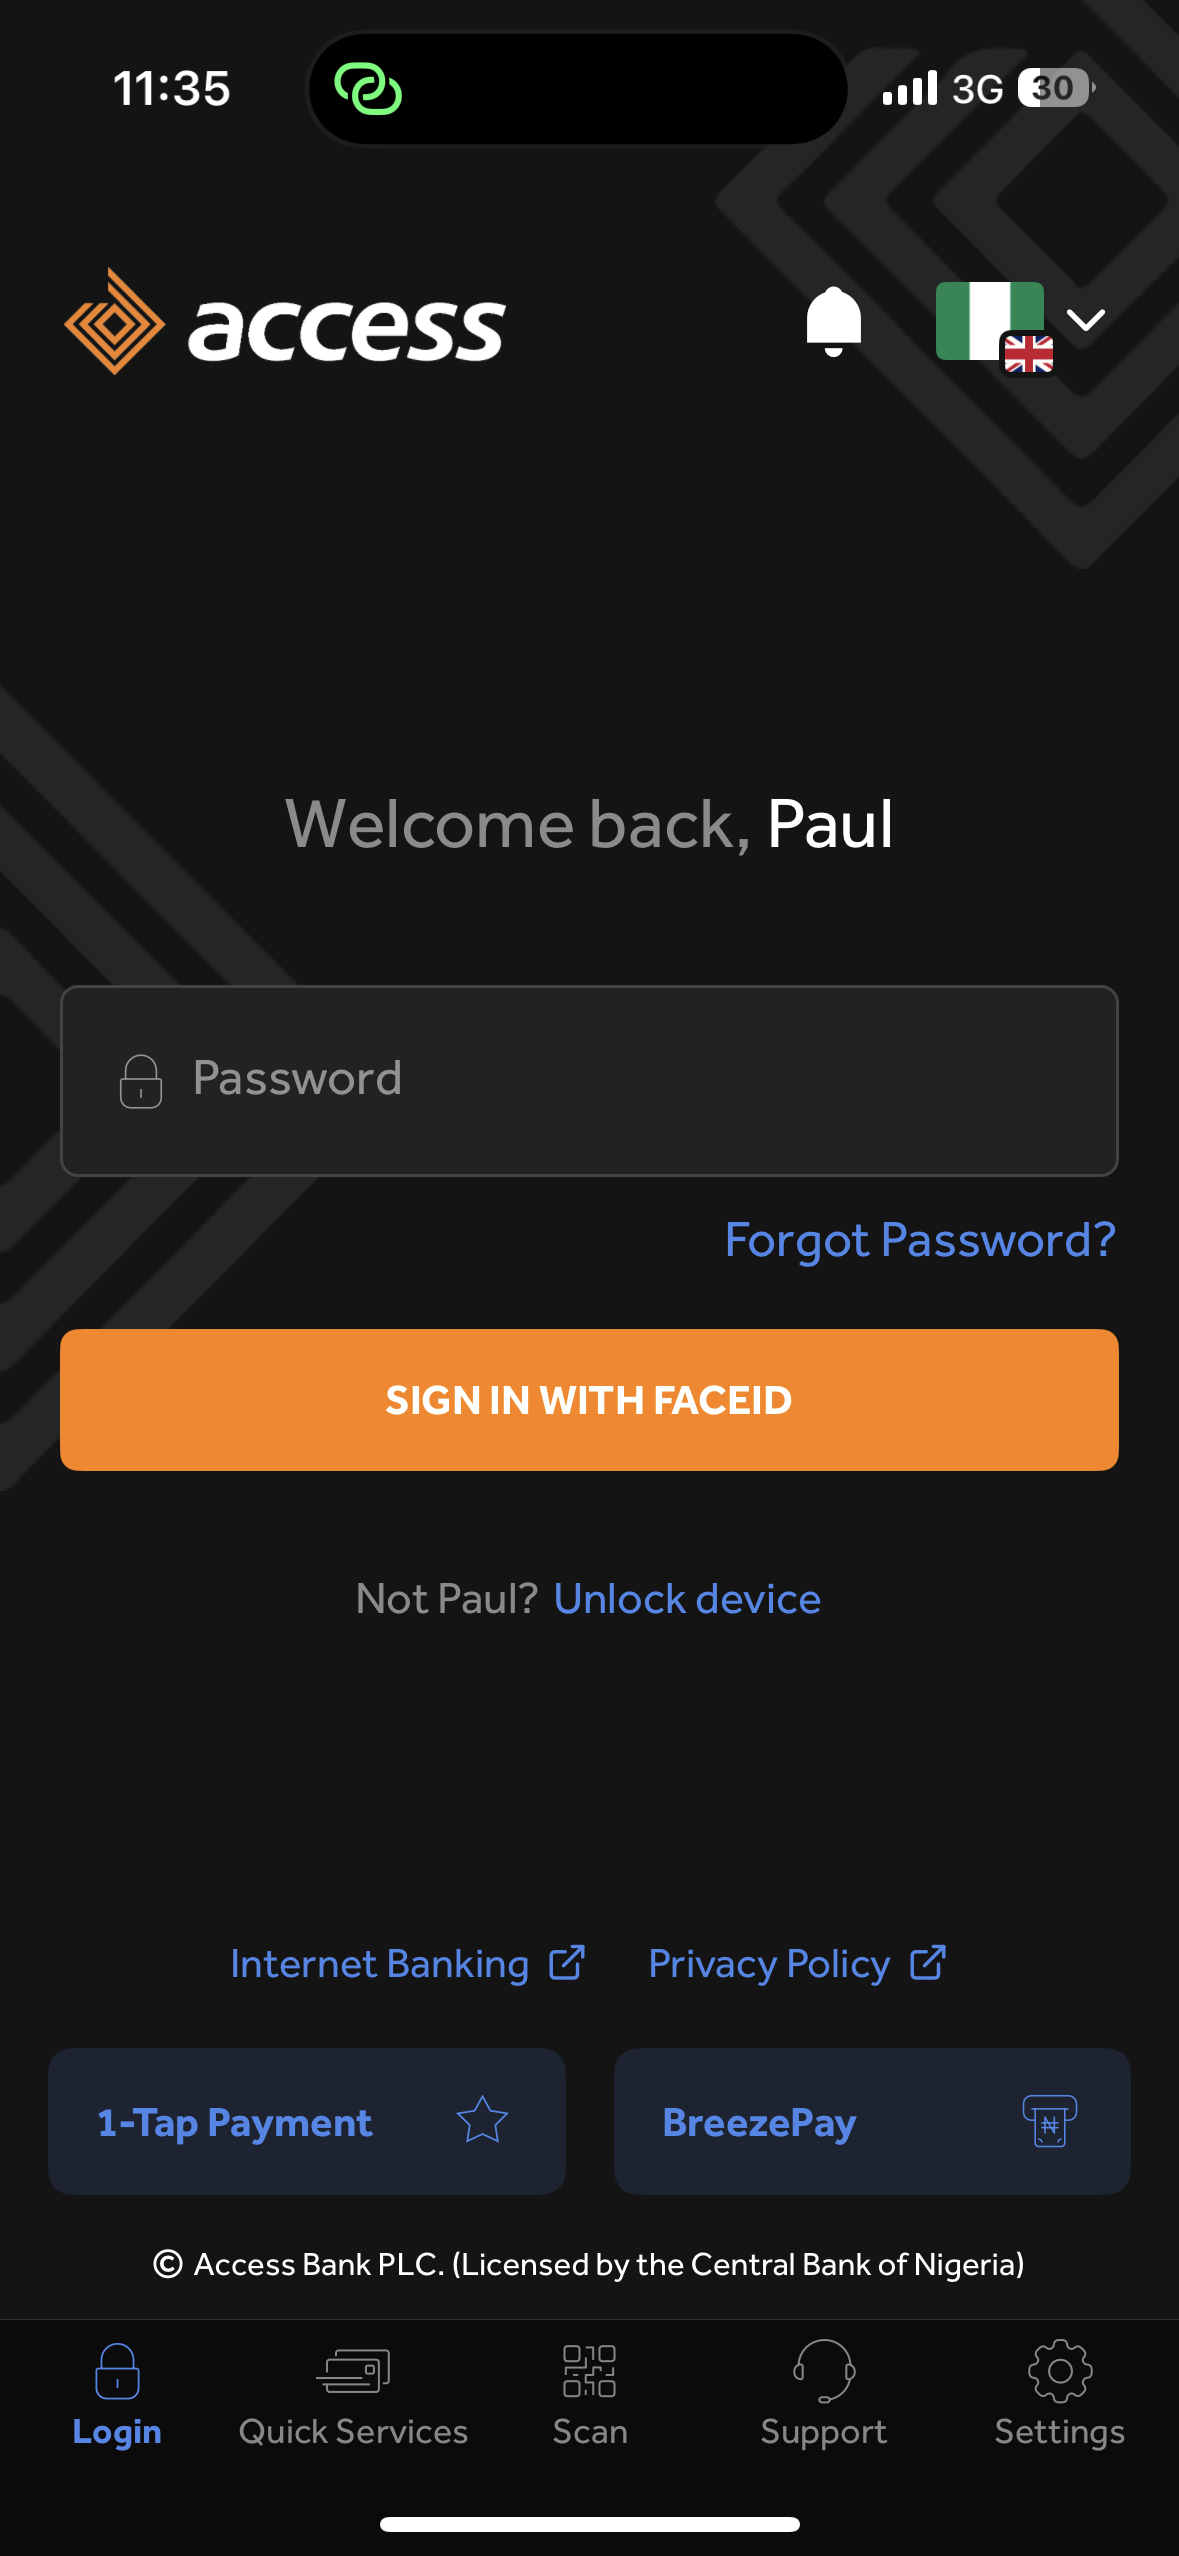 11:35
3G 30
access
Welcome back, Paul
Password
Forgot Password?
SIGN IN WITH FACEID
Not Paul? Unlock device
Internet Banking Privacy Policy
1-Tap Payment BreezePay
© Access Bank PLC. (Licensed by the Central Bank of Nigeria)
Login Quick Services Scan Support Settings